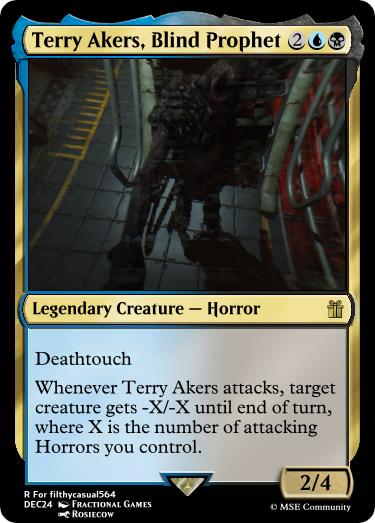 Terry Akers, Blind Prophet 2
Legendary Creature — Horror
Deathtouch
Whenever Terry Akers attacks, target
creature gets -X/-X until end of turn,
where X is the number of attacking
Horrors you control.
2/4
R For filthycasual564
DEC24 Fractional Games
Rosiecow
© MSE Community